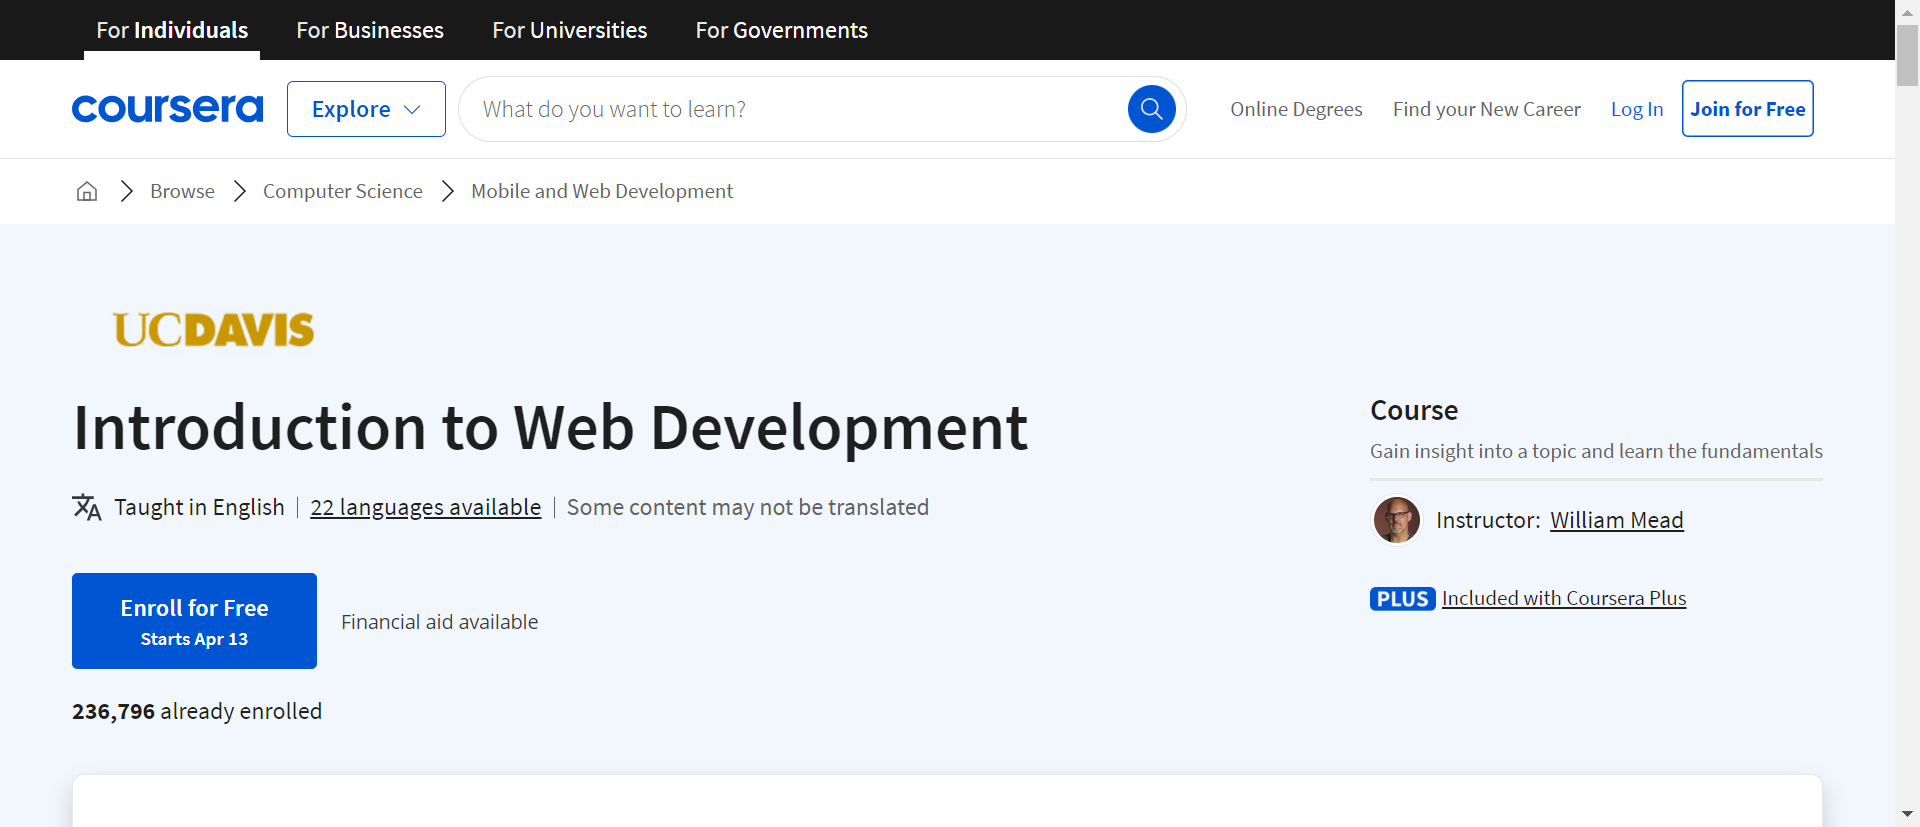 For Individuals For Businesses For Universities For Governments
coursera Explore What do you want to learn? Online Degrees Find your New Career Log In Join for Free
Browse Computer Science Mobile and Web Development
UCDAVIS
Introduction to Web Development
Taught in English 22 languages available Some content may not be translated
Enroll for Free
Starts Apr 13
Financial aid available
236,796 already enrolled
Course
Gain insight into a topic and learn the fundamentals
Instructor: William Mead
PLUS Included with Coursera Plus